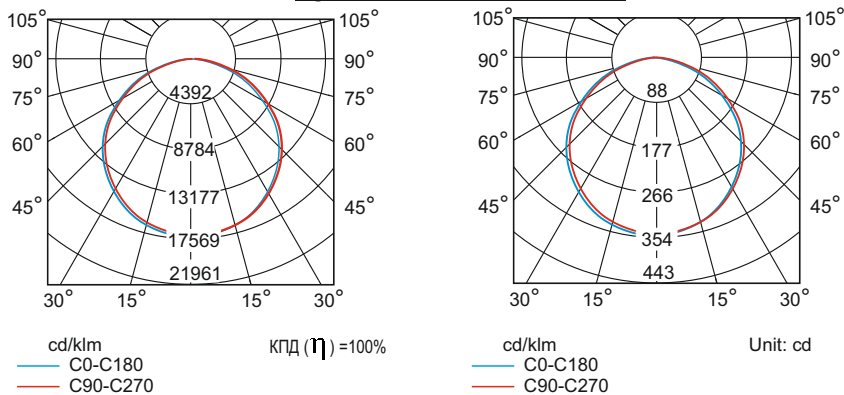 105° 105° 105° 105°
90° 90° 90° 90°
4392 88
75° 75° 75° 75°
8784 177
60° 60° 60° 60°
13177 266
45° 45° 45° 45°
17569 354
21961 443
30° 15° 15° 30° 30° 15° 15° 30°
cd/klm КПД (η) =100% cd/klm Unit: cd
C0-C180 C0-C180
C90-C270 C90-C270